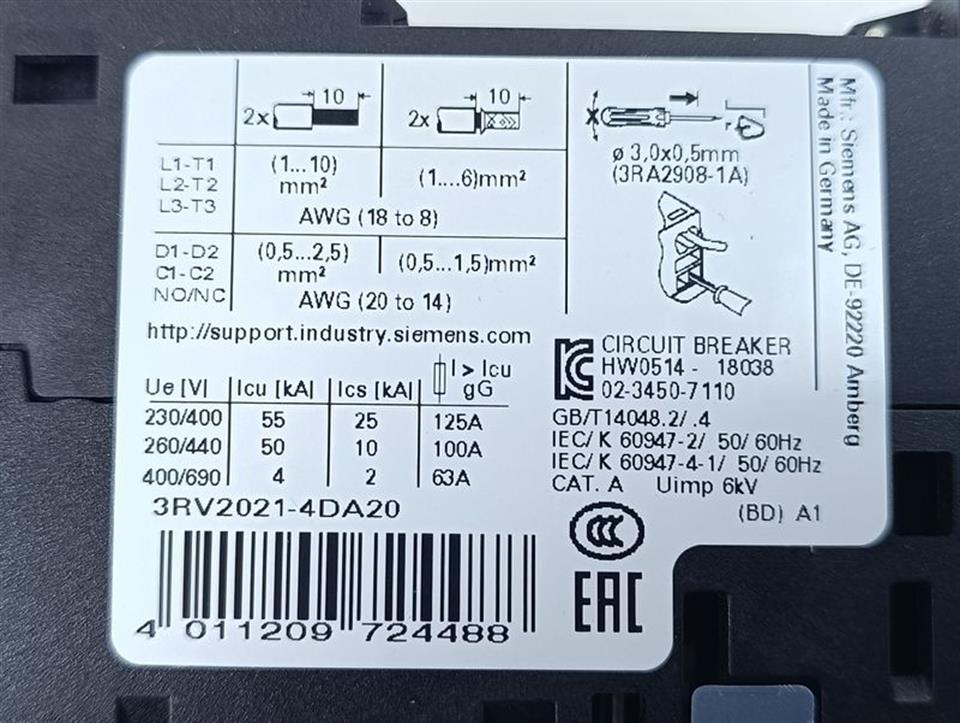 2x 10
2x 10
L1-T1
L2-T2
L3-T3
(1...10)
mm²
(1...6)mm²
AWG (18 to 8)
D1-D2
C1-C2
NO/NC
(0,5...2,5)
mm²
(0,5...1,5)mm²
AWG (20 to 14)
ø 3,0x0,5mm
(3RA2908-1A)
http://support.industry.siemens.com
Ue [V] Icu [kA] Ics [kA] I > Icu gG
230/400 55 25 125A
260/440 50 10 100A
400/690 4 2 63A
3RV2021-4DA20
4 011209 724488
CIRCUIT BREAKER
HW0514 - 18038
02-3450-7110
GB/T14048.2/.4
IEC/ K 60947-2/ 50/ 60Hz
IEC/ K 60947-4-1/ 50/ 60Hz
CAT. A Uimp 6kV
(BD) A1
CCC
EAC
Mfr.: Siemens AG, DE-92220 Amberg
Made in Germany